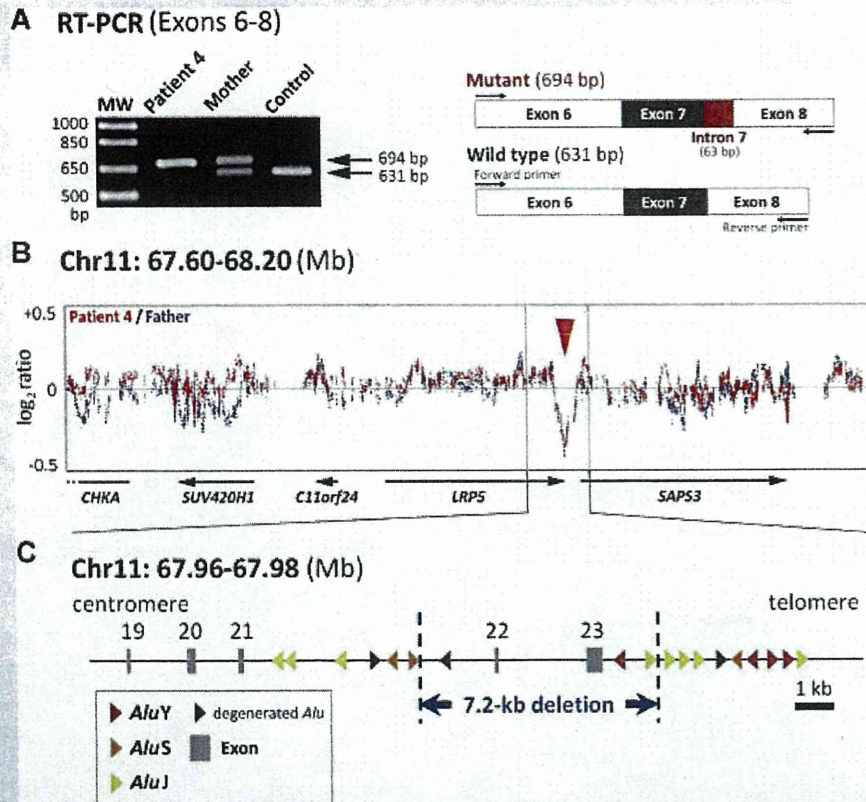 A RT-PCR (Exons 6-8)
MW Patient 4 Mother Control
1000
850
650
500
bp
694 bp
631 bp
Mutant (694 bp)
Exon 6 Exon 7 Exon 8
Intron 7
(63 bp)
Wild type (631 bp)
Forward primer
Exon 6 Exon 7 Exon 8
Reverse primer
B Chr11: 67.60-68.20 (Mb)
+0.5
0
-0.5
log2 ratio
Patient 4 / Father
CHKA SUV420H1 C11orf24 LRP5 SAPS3
C Chr11: 67.96-67.98 (Mb)
centromere telomere
19 20 21 22 23
7.2-kb deletion
1 kb
AluY degenerated Alu
AluS Exon
AluJ